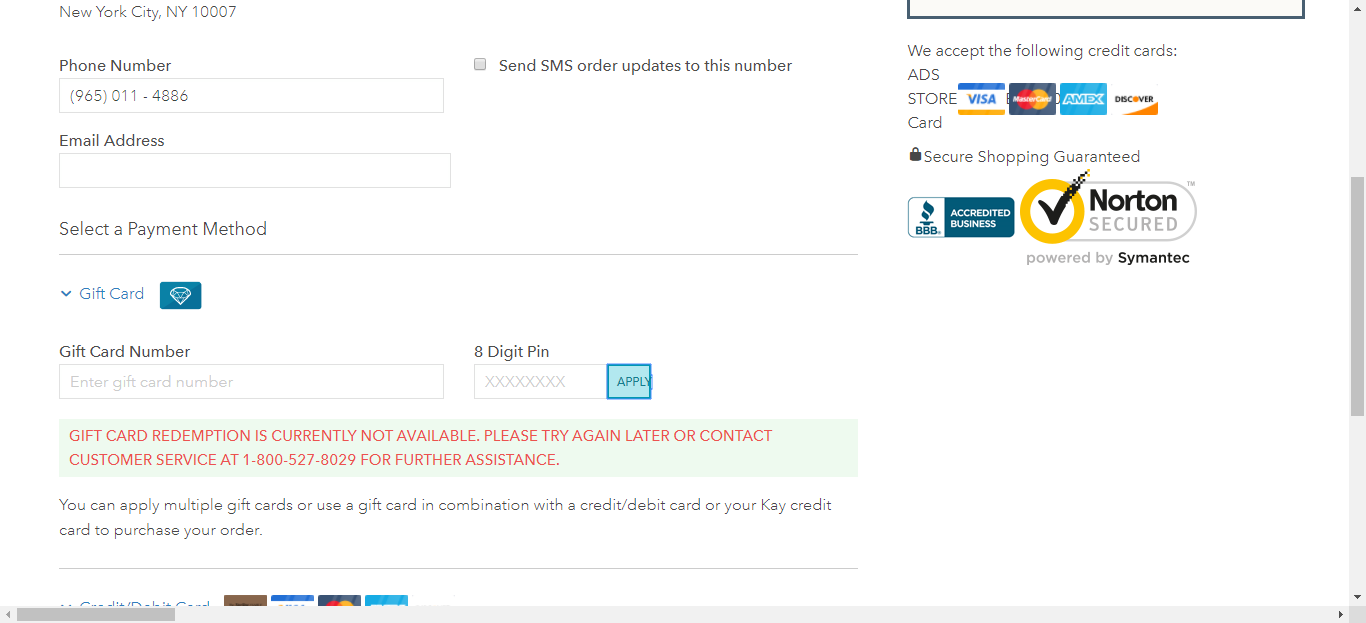 New York City, NY 10007
Phone Number
Send SMS order updates to this number
(965) 011 - 4886
Email Address
Select a Payment Method
Gift Card
Gift Card Number
8 Digit Pin
Enter gift card number
XXXXXXXX
APPLY
GIFT CARD REDEMPTION IS CURRENTLY NOT AVAILABLE. PLEASE TRY AGAIN LATER OR CONTACT
CUSTOMER SERVICE AT 1-800-527-8029 FOR FURTHER ASSISTANCE.
You can apply multiple gift cards or use a gift card in combination with a credit/debit card or your Kay credit
card to purchase your order.
Credit/Debit Card
We accept the following credit cards:
ADS
STORE VISA MasterCard AMEX DISCOVER
Card
Secure Shopping Guaranteed
BBB. ACCREDITED
BUSINESS
Norton
SECURED
TM
powered by Symantec